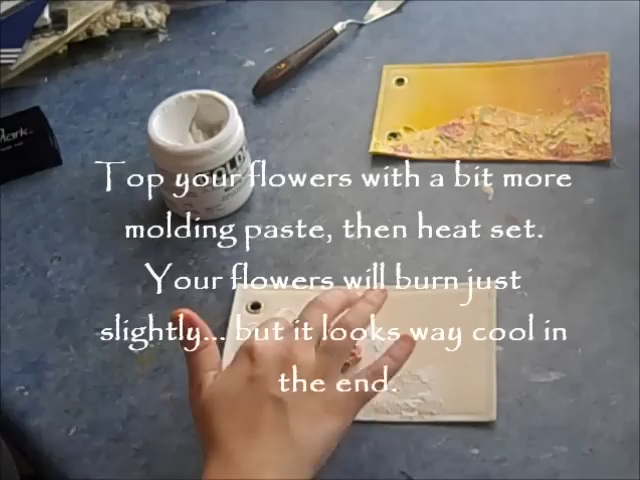 Top your flowers with a bit more
molding paste, then heat set.
Your flowers will burn just
slightly... but it looks way cool in
the end.